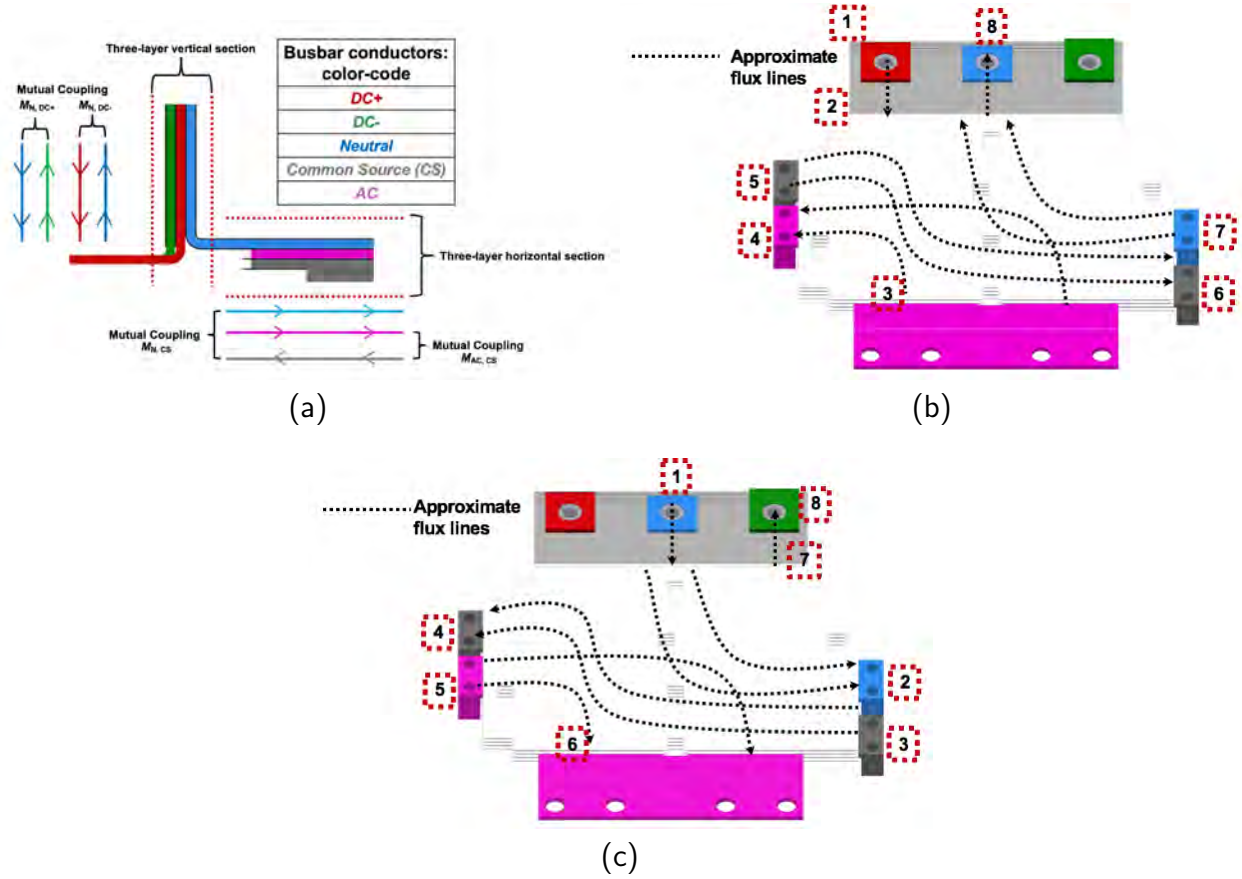 Three-layer vertical section
Mutual Coupling
M_N, DC+ M_N, DC-
Busbar conductors:
color-code
DC+
DC-
Neutral
Common Source (CS)
AC
Three-layer horizontal section
Mutual Coupling
M_N, CS
Mutual Coupling
M_AC, CS
(a)
1
8
Approximate
flux lines
2
5
4
7
3
6
(b)
1
Approximate
flux lines
8
7
4
5
2
3
6
(c)